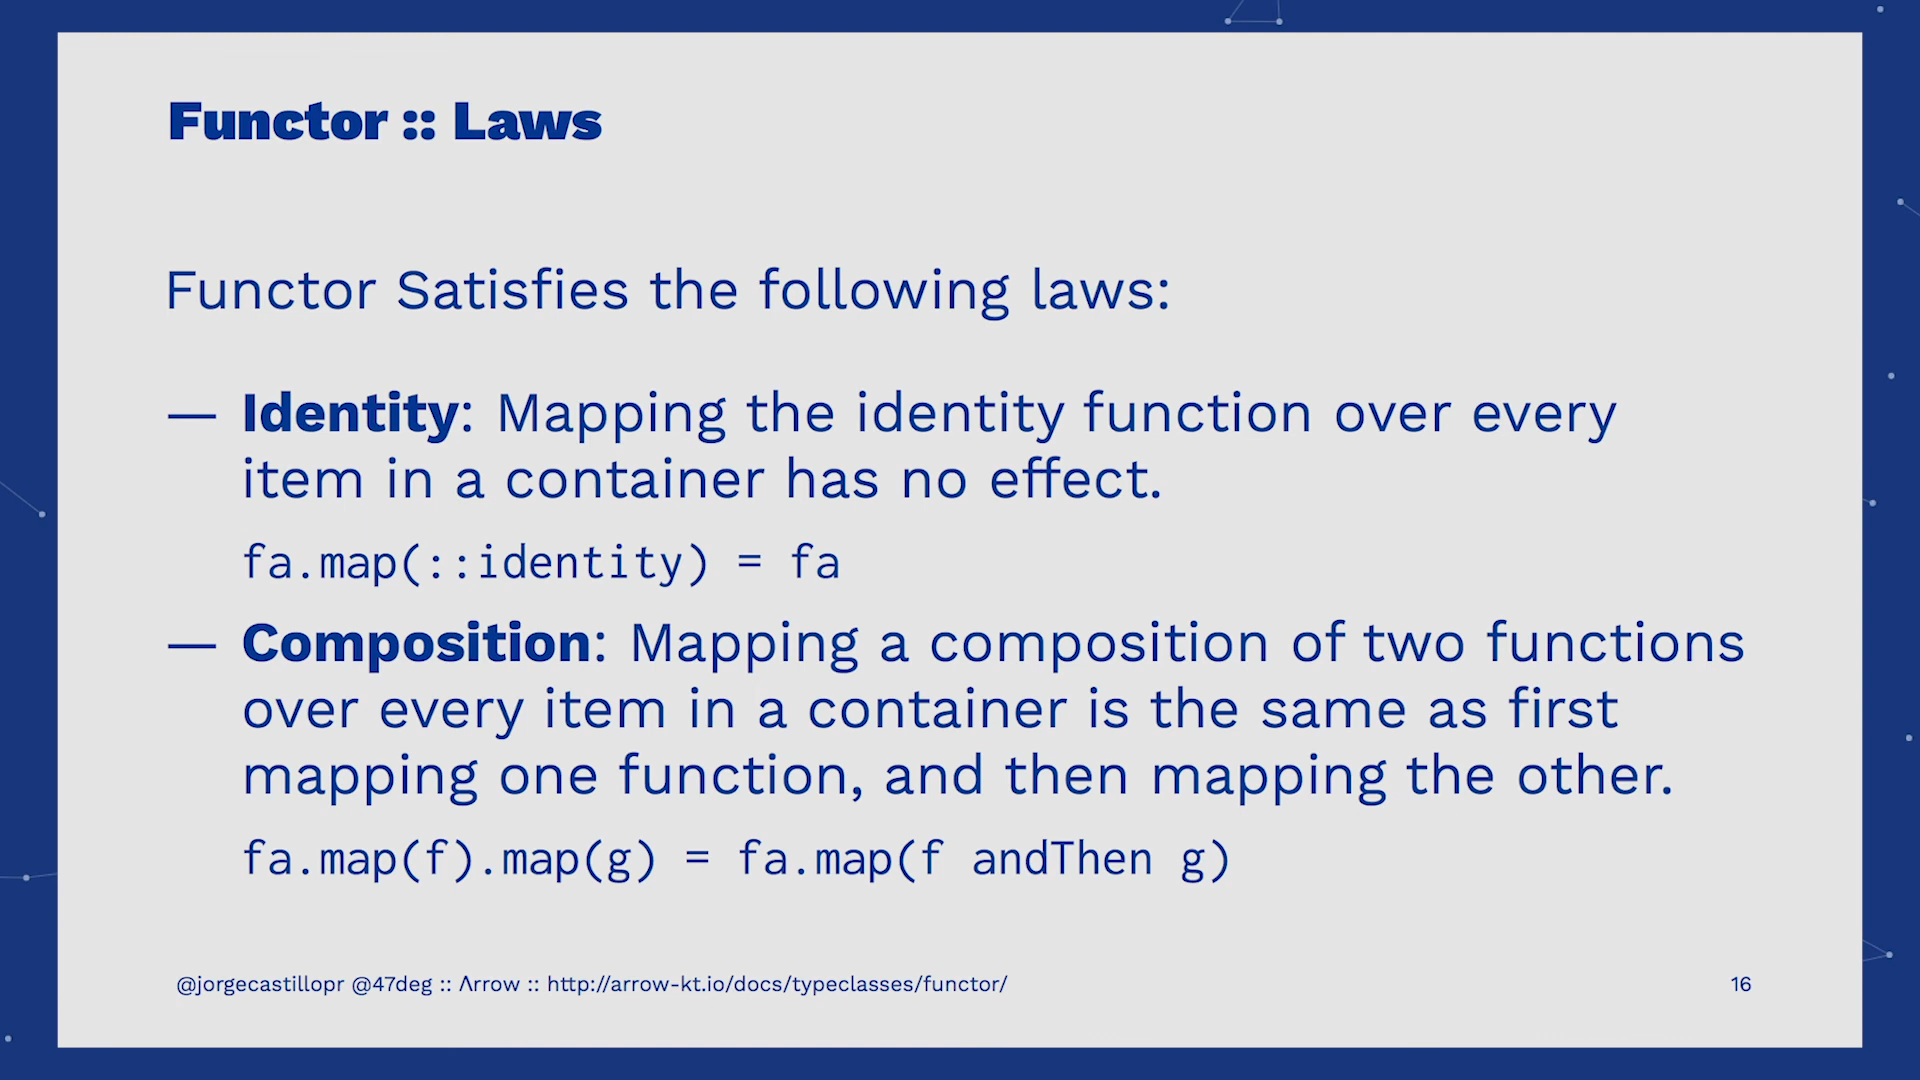 Functor :: Laws
Functor Satisfies the following laws:
— Identity: Mapping the identity function over every
item in a container has no effect.
fa.map(::identity) = fa
— Composition: Mapping a composition of two functions
over every item in a container is the same as first
mapping one function, and then mapping the other.
fa.map(f).map(g) = fa.map(f andThen g)
@jorgecastillopr @47deg :: Λrrow :: http://arrow-kt.io/docs/typeclasses/functor/ 16